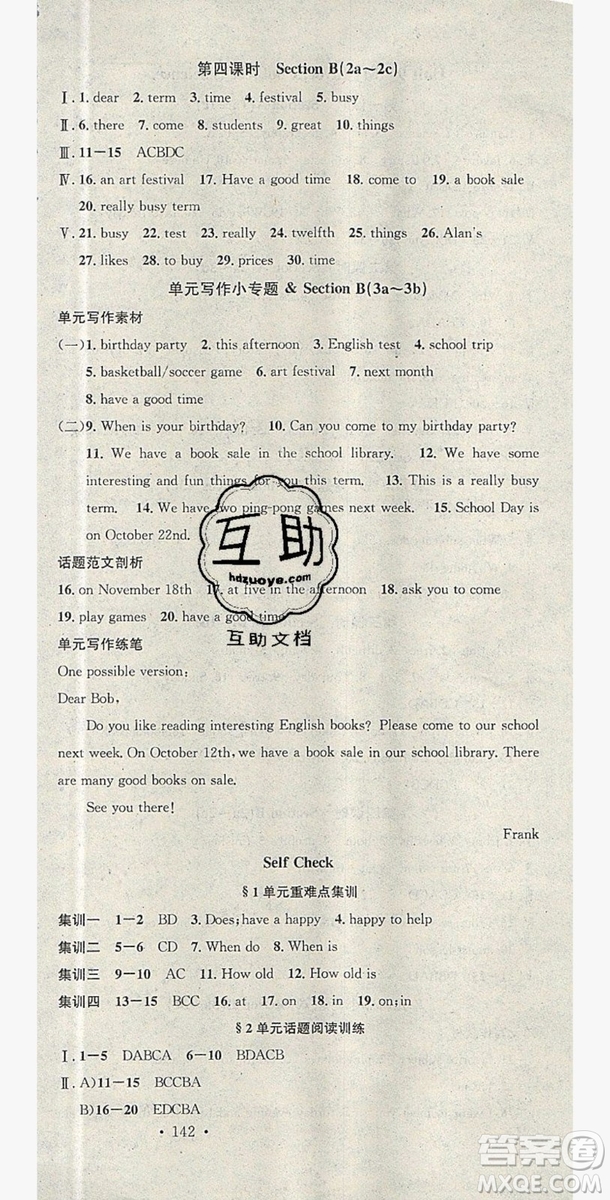 第四课时 Section B(2a～2c)
Ⅰ. 1. dear 2. term 3. time 4. festival 5. busy
Ⅱ. 6. there 7. come 8. students 9. great 10. things
Ⅲ. 11－15 ACBDC
Ⅳ. 16. an art festival 17. Have a good time 18. come to 19. a book sale
20. really busy term
Ⅴ. 21. busy 22. test 23. really 24. twelfth 25. things 26. Alan's
27. likes 28. to buy 29. prices 30. time
单元写作小专题 & Section B(3a～3b)
单元写作素材
(一)1. birthday party 2. this afternoon 3. English test 4. school trip
5. basketball/soccer game 6. art festival 7. next month
8. have a good time
(二)9. When is your birthday? 10. Can you come to my birthday party?
11. We have a book sale in the school library. 12. We have some
interesting and fun things for you this term. 13. This is a really busy
term. 14. We have two ping-pong games next week. 15. School Day is
on October 22nd.
话题范文剖析
16. on November 18th 17. at five in the afternoon 18. ask you to come
19. play games 20. have a good time
单元写作练笔
One possible version:
Dear Bob,
Do you like reading interesting English books? Please come to our school
next week. On October 12th, we have a book sale in our school library. There
are many good books on sale.
See you there!
Frank
Self Check
§1 单元重难点集训
集训一 1－2 BD 3. Does; have a happy 4. happy to help
集训二 5－6 CD 7. When do 8. When is
集训三 9－10 AC 11. How old 12. How old is
集训四 13－15 BCC 16. at 17. in 18. on 19. on; in
§2 单元话题阅读训练
Ⅰ. 1－5 DABCA 6－10 BDACB
Ⅱ. A)11－15 BCCBA
B)16－20 EDCBA
· 142 ·
互助
hdzuoye.com
互助文档
答案圈
MXQE.COM